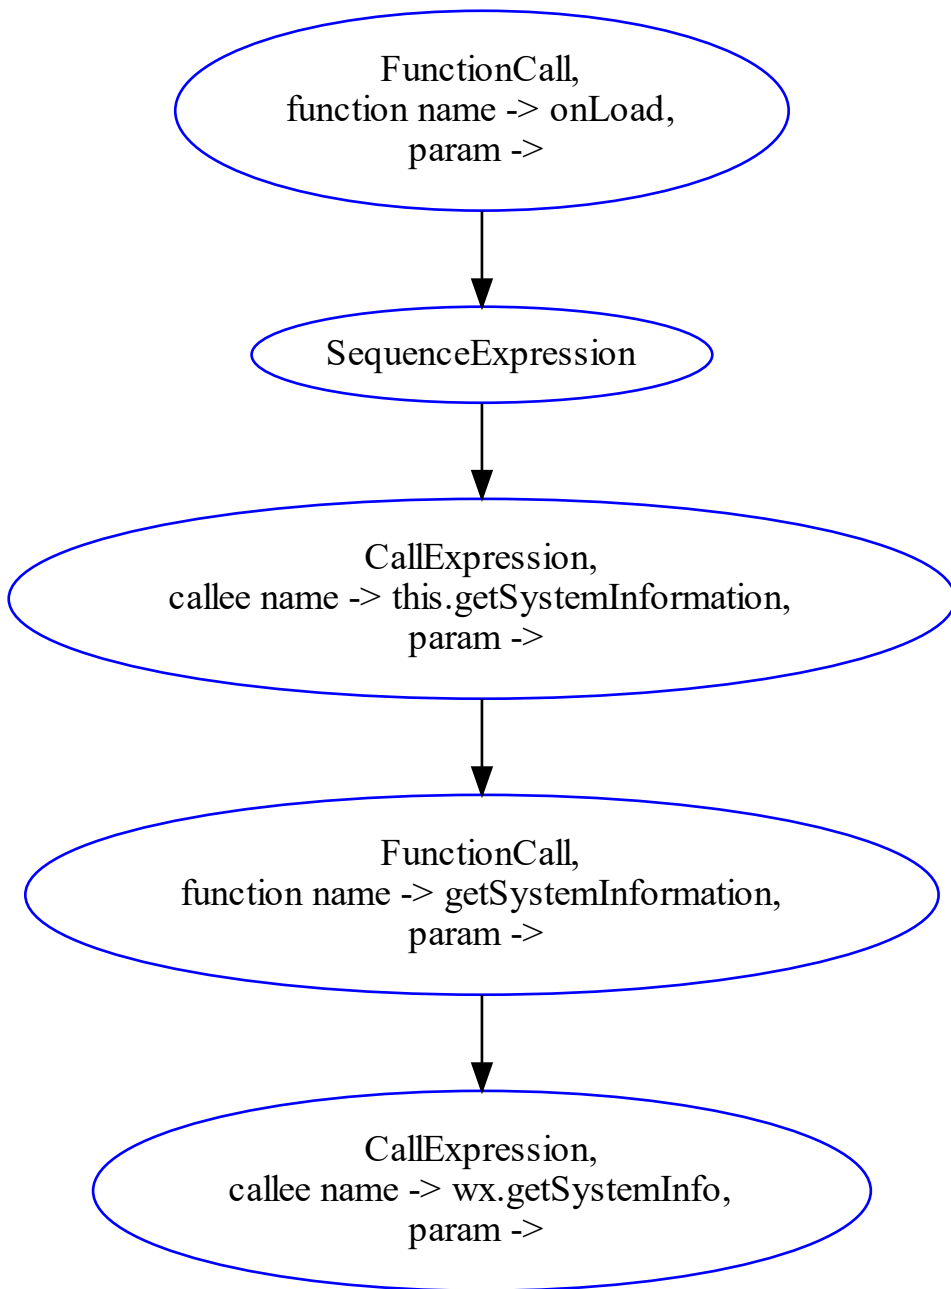 FunctionCall,
function name -> onLoad,
param ->
SequenceExpression
CallExpression,
callee name -> this.getSystemInformation,
param ->
FunctionCall,
function name -> getSystemInformation,
param ->
CallExpression,
callee name -> wx.getSystemInfo,
param ->